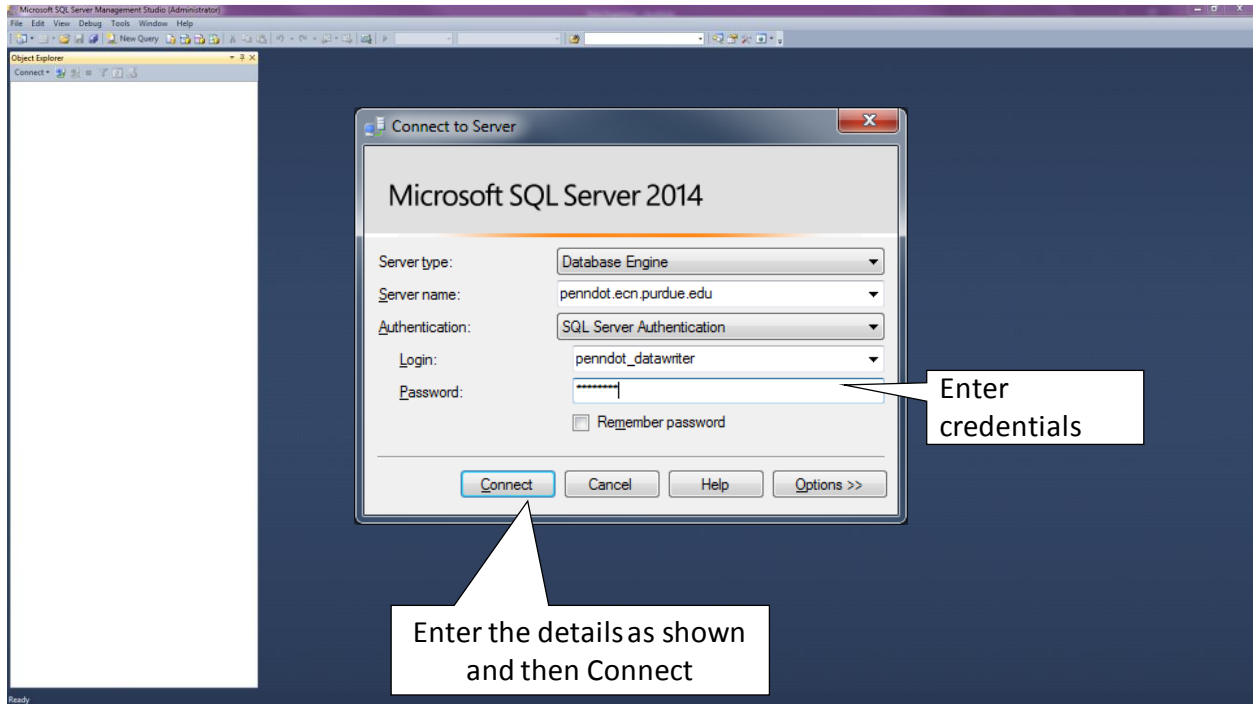 Microsoft SQL Server Management Studio (Administrator)
File Edit View Debug Tools Window Help
New Query
Object Explorer
Connect
Connect to Server
Microsoft SQL Server 2014
Server type: Database Engine
Server name: penndot.ecn.purdue.edu
Authentication: SQL Server Authentication
Login: penndot_datawriter
Password: ********
Remember password
Connect Cancel Help Options >>
Enter
credentials
Enter the details as shown
and then Connect
Ready